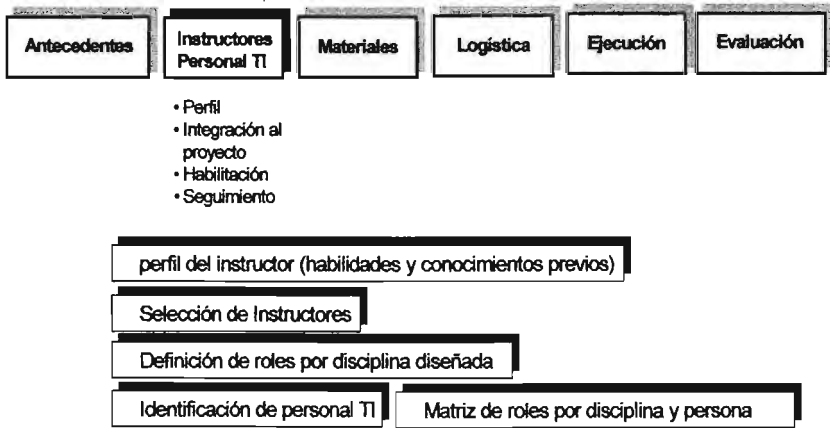 Antecedentes
Instructores
Personal TI
Materiales
Logística
Ejecución
Evaluación
• Perfil
• Integración al
proyecto
• Habilitación
• Seguimiento
perfil del instructor (habilidades y conocimientos previos)
Selección de Instructores
Definición de roles por disciplina diseñada
Identificación de personal TI
Matriz de roles por disciplina y persona